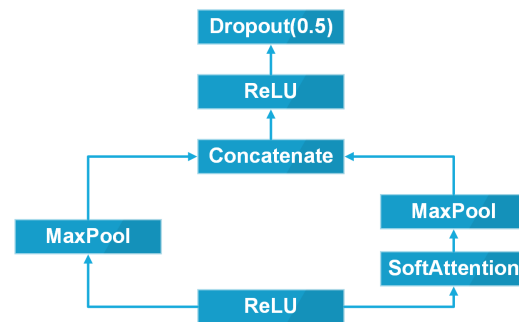 Dropout(0.5)
ReLU
Concatenate
MaxPool
MaxPool
SoftAttention
ReLU